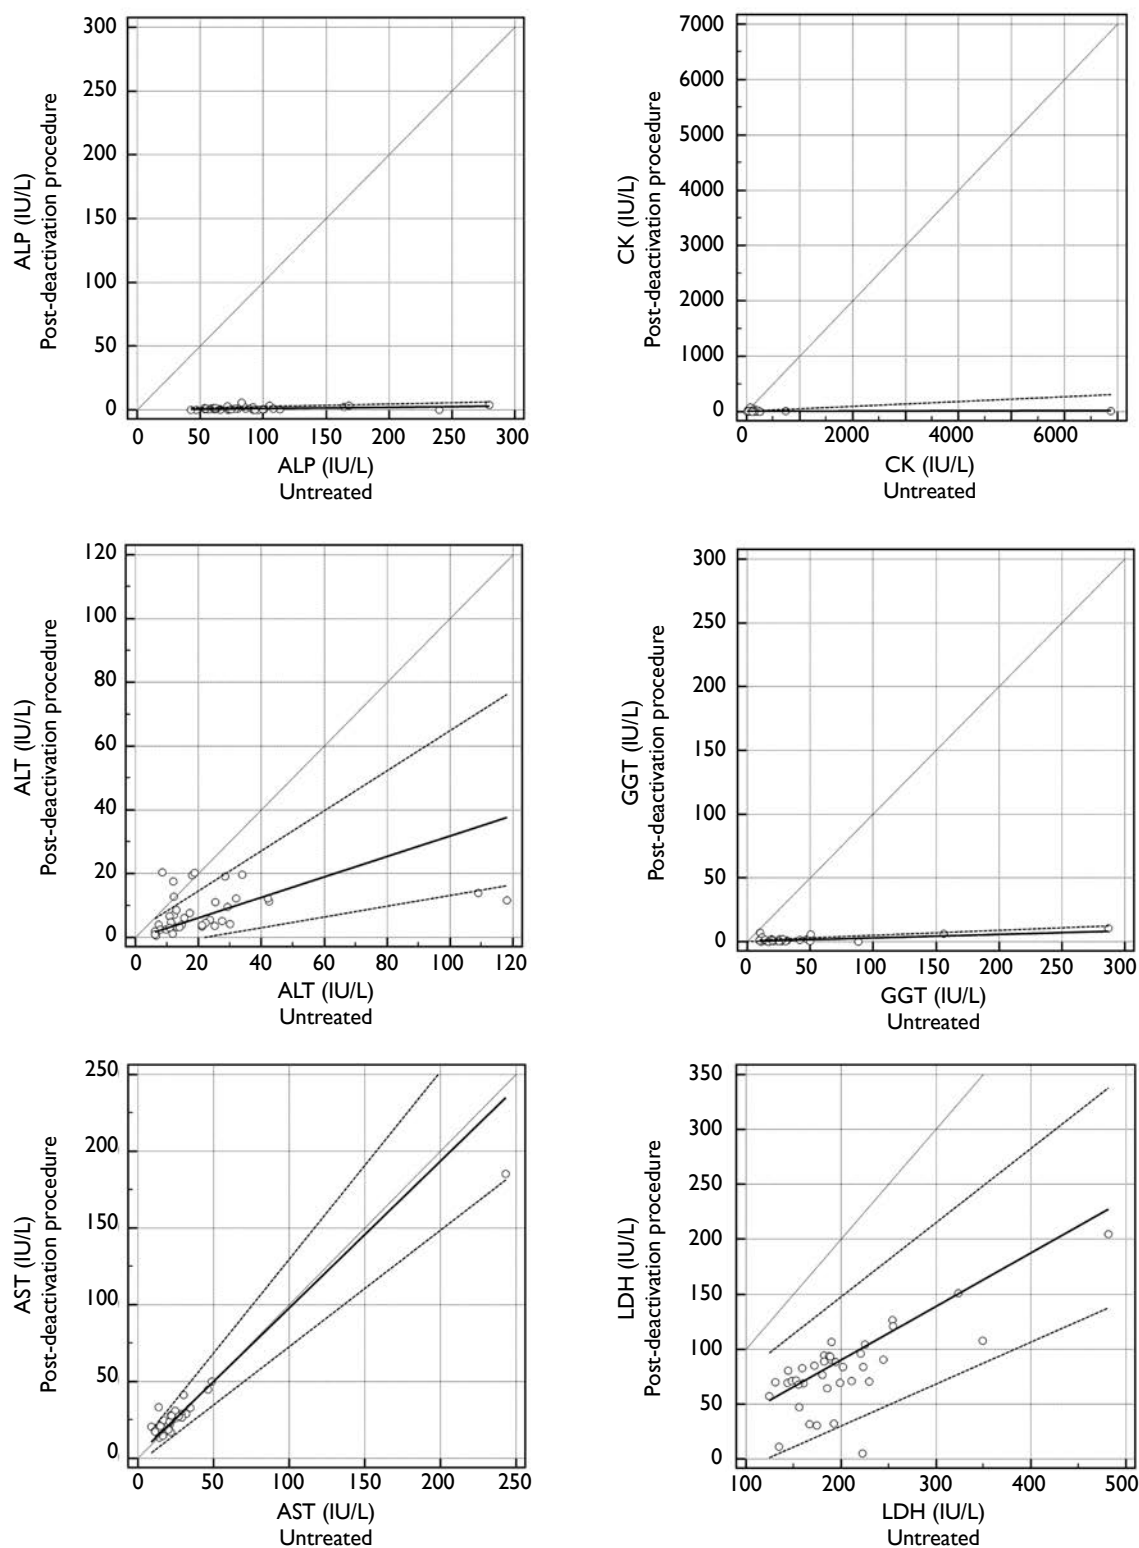 ALP (IU/L)
Post-deactivation procedure
300
250
200
150
100
50
0
0 50 100 150 200 250 300
ALP (IU/L)
Untreated
CK (IU/L)
Post-deactivation procedure
7000
6000
5000
4000
3000
2000
1000
0
0 2000 4000 6000
CK (IU/L)
Untreated
ALT (IU/L)
Post-deactivation procedure
120
100
80
60
40
20
0
0 20 40 60 80 100 120
ALT (IU/L)
Untreated
GGT (IU/L)
Post-deactivation procedure
300
250
200
150
100
50
0
0 50 100 150 200 250 300
GGT (IU/L)
Untreated
AST (IU/L)
Post-deactivation procedure
250
200
150
100
50
0
0 50 100 150 200 250
AST (IU/L)
Untreated
LDH (IU/L)
Post-deactivation procedure
350
300
250
200
150
100
50
0
100 200 300 400 500
LDH (IU/L)
Untreated